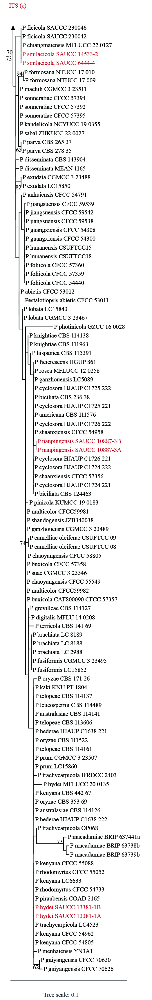 ITS (c)
P ficicola SAUCC 230046
P ficicola SAUCC 230042
P chiangmaiensis MFLUCC 22 0127
70
P smilacicola SAUCC 14533-2
73
P smilacicola SAUCC 6444-4
94
P formosana NTUCC 17 010
P formosana NTUCC 17 009
P machili CGMCC 3 23511
P sonneratiae CFCC 57394
P sonneratiae CFCC 57392
P sonneratiae CFCC 57395
P kandelicola NCYUCC 19 0355
P sabal ZHKUCC 22 0027
P parva CBS 265 37
63
P parva CBS 278 35
P disseminata CBS 143904
P disseminata MEAN 1165
P exudata CGMCC 3 23488
82
P exudata LC15850
P anhuiensis CFCC 54791
P jiangsuensis CFCC 59539
P jiangsuensis CFCC 59542
P jiangsuensis CFCC 59538
P guangxiensis CFCC 54308
P guangxiensis CFCC 54300
P hunanensis CSUFTCC15
P hunanensis CSUFTCC18
P foliicola CFCC 57360
P foliicola CFCC 57359
P foliicola CFCC 54440
P abietis CFCC 53012
Pestalotiopsis abietis CFCC 53011
P lobata LC15843
P lobata CGMCC 3 23467
P photinicola GZCC 16 0028
P knightiae CBS 114138
P knightiae CBS 111963
P hispanica CBS 115391
P ficicrescens HGUP 861
P rosea MFLUCC 12 0258
P ganzhouensis LC5089
P cyclosora HJAUP C1725 222
P biciliata CBS 236 38
P cyclosora HJAUP C1725 221
P americana CBS 111576
P cyclosora HJAUP C1726 222
P shaanxiensis CFCC 54958
P nanpingensis SAUCC 10887-3B
P nanpingensis SAUCC 10887-3A
P cyclosora HJAUP C1726 221
P cyclosora HJAUP C1724 222
P shaanxiensis CFCC 57356
P cyclosora HJAUP C1724 221
P biciliata CBS 124463
P pinicola KUMCC 19 0183
P multicolor CFCC59981
P shandogensis JZB340038
P ganzhouensis CGMCC 3 23489
P camelliae oleiferae CSUFTCC 09
74
P camelliae oleiferae CSUFTCC 08
P chaoyangensis CFCC 58805
P buxicola CFCC 57358
P suae CGMCC 3 23546
P chaoyangensis CFCC 55549
P multicolor CFCC59982
P buxicola CAF800090 CFCC 57357
P grevilleae CBS 114127
P digitalis MFLU 14 0208
P terricola CBS 141 69
P brachiata LC 8189
P brachiata LC 8188
P brachiata LC 2988
P fusiformis CGMCC 3 23495
P fusiformis LC15852
P oryzae CBS 171 26
P kaki KNU PT 1804
P telopeae CBS 114137
P leucospermi CBS 114489
P australasiae CBS 114141
P telopeae CBS 113606
P hederae HJAUP C1638 221
P oryzae CBS 111522
P telopeae CBS 114161
P pruni CGMCC 3 23507
P pruni LC15860
P trachycarpicola IFRDCC 2403
P hydei MFLUCC 20 0135
P kenyana CBS 442 67
P oryzae CBS 353 69
P australasiae CBS 114126
P hederae HJAUP C1638 222
P trachycarpicola OP068
P macadamiae BRIP 637441a
73
P macadamiae BRIP 63738b
P macadamiae BRIP 63739b
P kenyana CFCC 55088
P rhodomyrtus CFCC 55052
P kenyana LC6633
P rhodomyrtus CFCC 54733
P piraubensis COAD 2165
P hydei SAUCC 13381-1B
P hydei SAUCC 13381-1A
P trachycarpicola LC4523
P kenyana CFCC 54962
P kenyana CFCC 54805
P menhaiensis YN3A1
P guiyangensis CFCC 70630
62
P guiyangensis CFCC 70626
Tree scale: 0.1